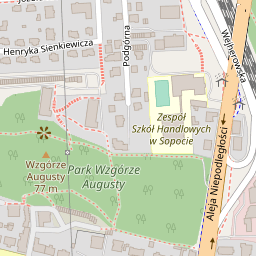 Henryka Sienkiewicza
Podgórna
Wejherowska
Zespół
Szkół Handlowych
w Sopocie
Aleja Niepodległości
Wzgórze
Augusty
77 m
Park Wzgórze
Augusty